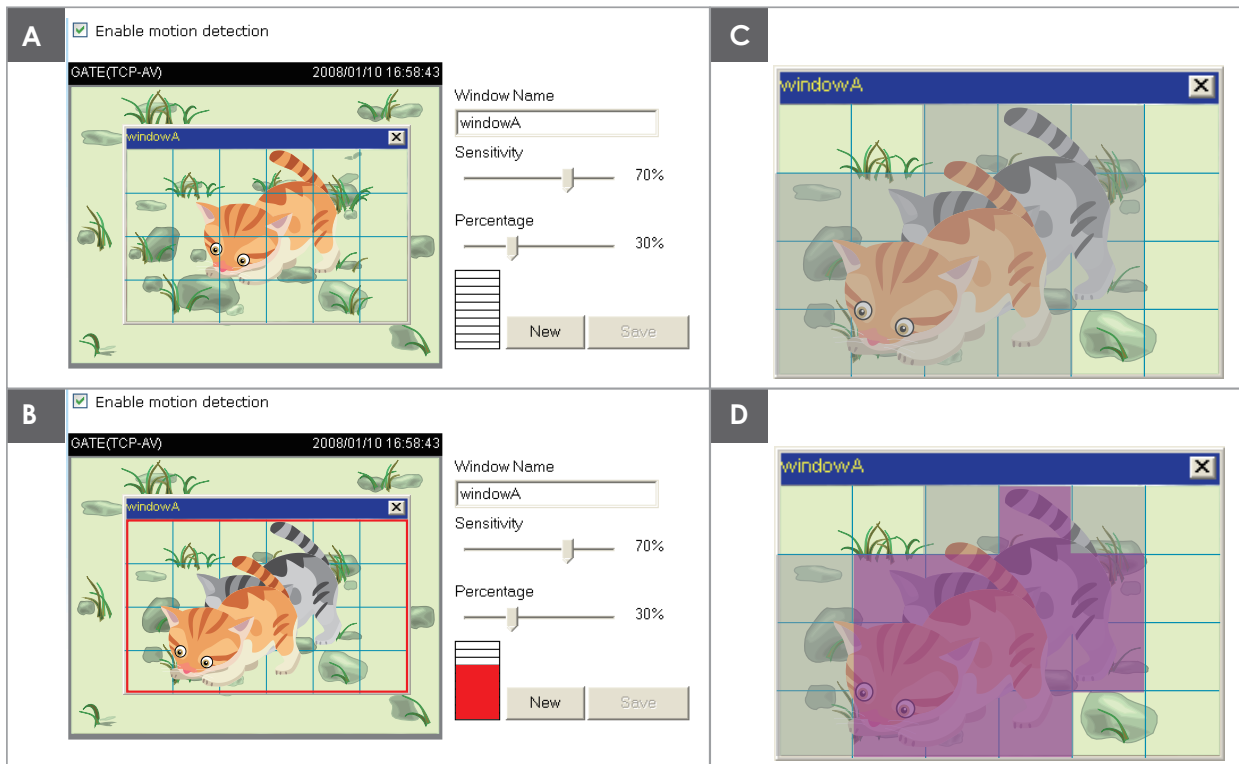 A
Enable motion detection
GATE(TCP-AV) 2008/01/10 16:58:43
windowA
Window Name
windowA
Sensitivity
70%
Percentage
30%
New Save
B
Enable motion detection
GATE(TCP-AV) 2008/01/10 16:58:43
windowA
Window Name
windowA
Sensitivity
70%
Percentage
30%
New Save
C
windowA
D
windowA